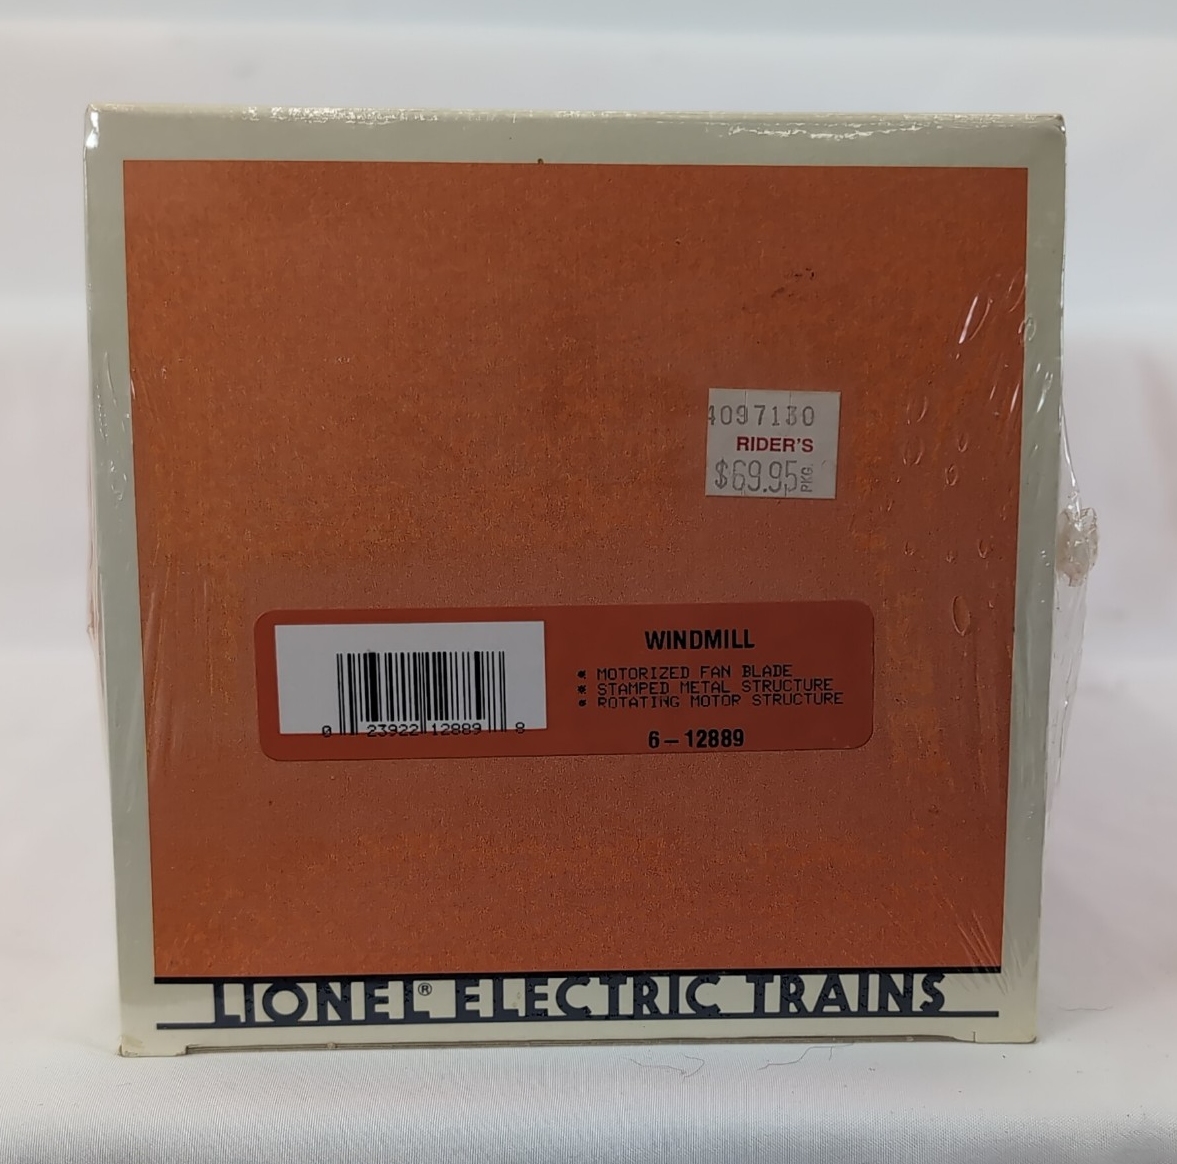 4097130
RIDER'S
$69.95 PKG.
WINDMILL
* MOTORIZED FAN BLADE
* STAMPED METAL STRUCTURE
* ROTATING MOTOR STRUCTURE
6-12889
0 23922 12889 8
LIONEL® ELECTRIC TRAINS